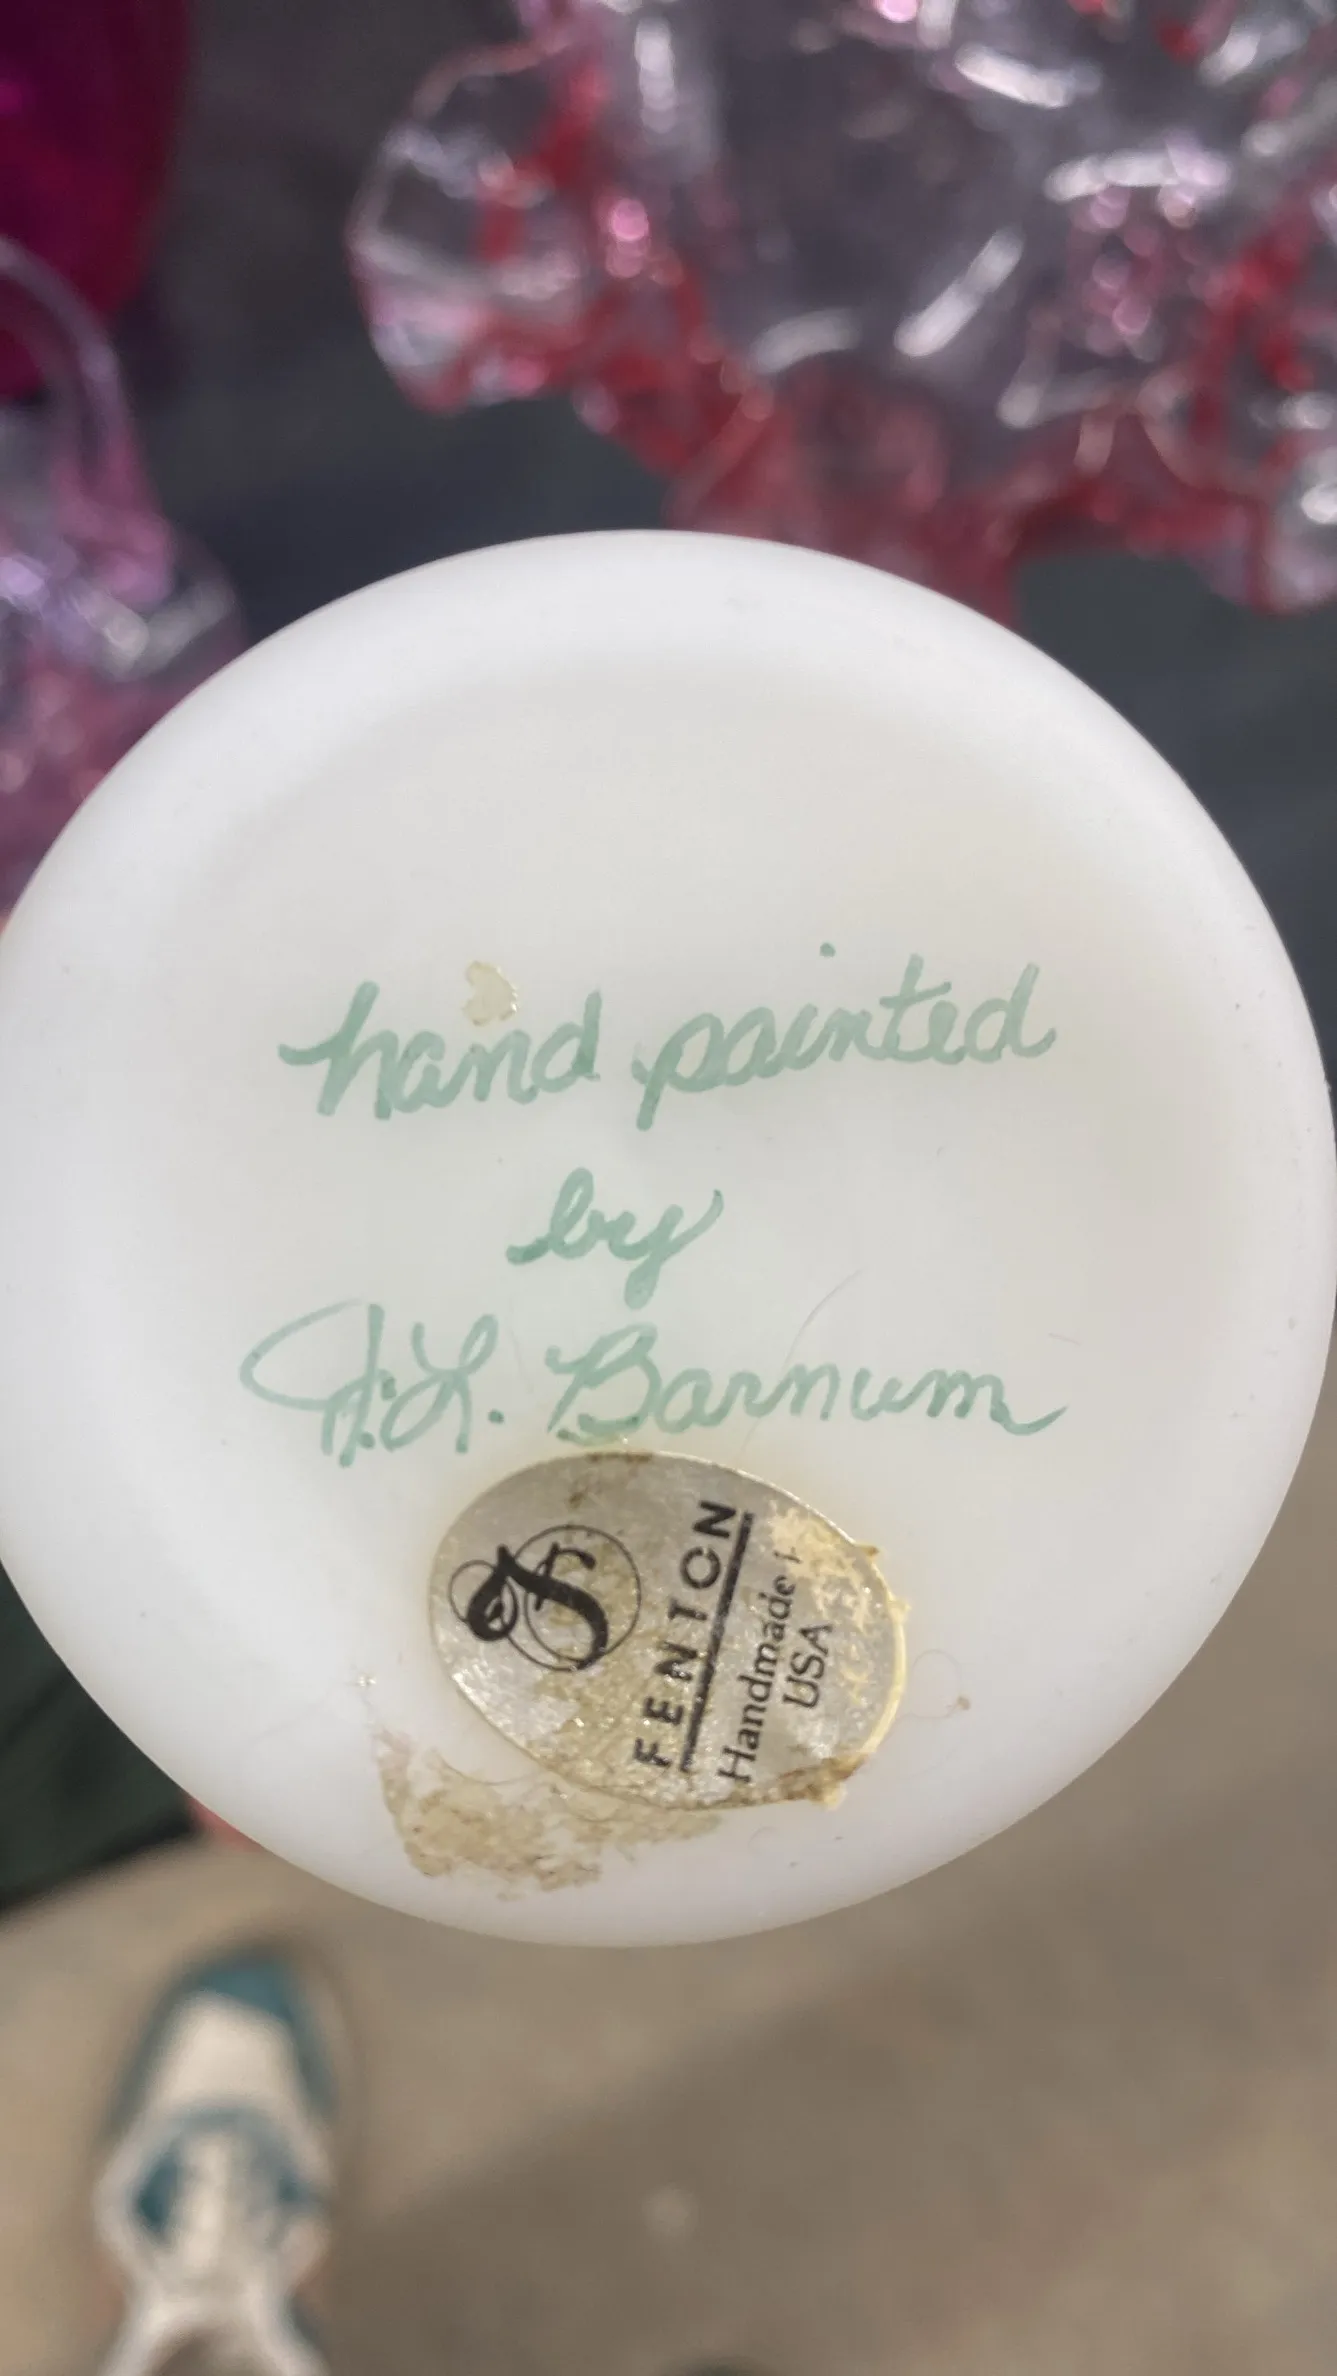 hand painted
by
J.L. Barnum
F
FENTON
Handmade
USA